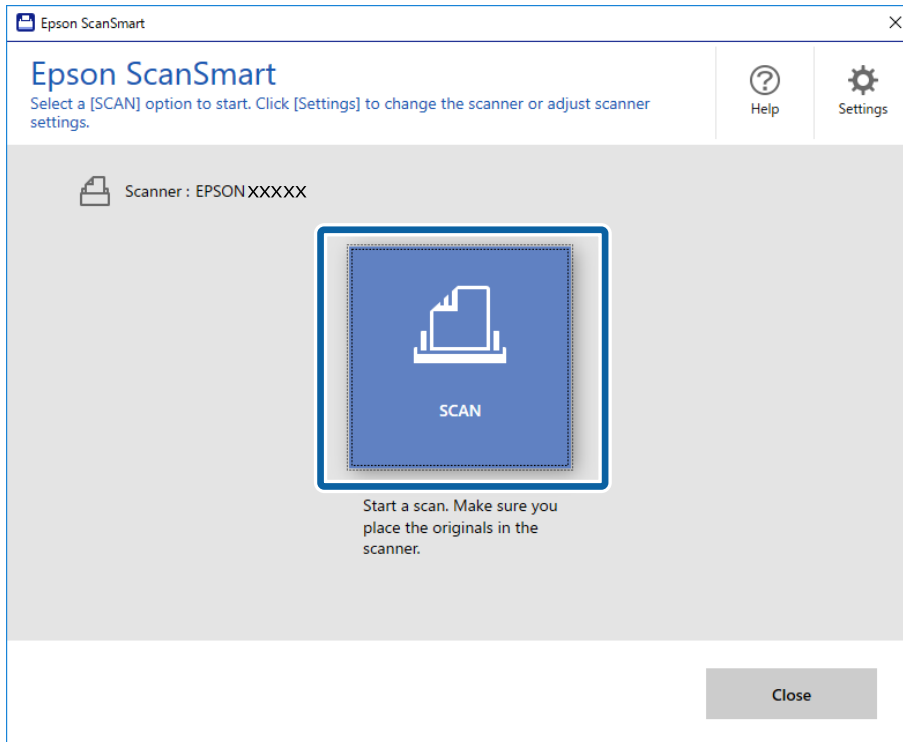 Epson ScanSmart
Epson ScanSmart
Select a [SCAN] option to start. Click [Settings] to change the scanner or adjust scanner
settings.
Help
Settings
Scanner : EPSON XXXXX
SCAN
Start a scan. Make sure you
place the originals in the
scanner.
Close